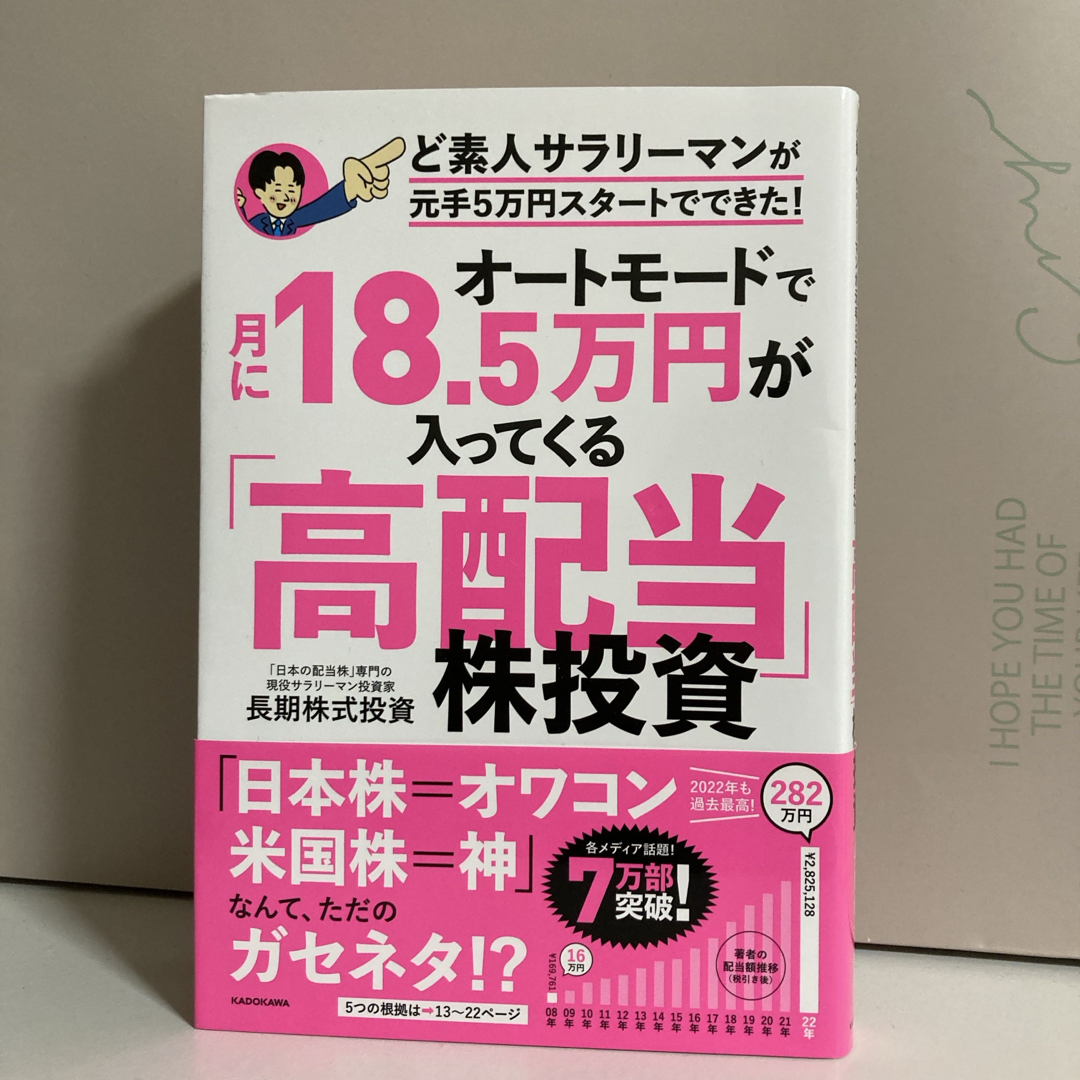 ど素人サラリーマンが
元手5万円スタートでできた!
オートモードで
月に18.5万円が
入ってくる
「高配当」
株投資
「日本の配当株」専門の
現役サラリーマン投資家
長期株式投資
「日本株=オワコン
米国株=神」
なんて、ただの
ガセネタ!?
KADOKAWA
5つの根拠は➡13〜22ページ
2022年も
過去最高!
282
万円
各メディア話題!
7万部
突破!
¥2,825,128
著者の
配当額推移
(税引き後)
16
万円
¥169,761
08年 09年 10年 11年 12年 13年 14年 15年 16年 17年 18年 19年 20年 21年 22年
I HOPE YOU HAD
THE TIME OF